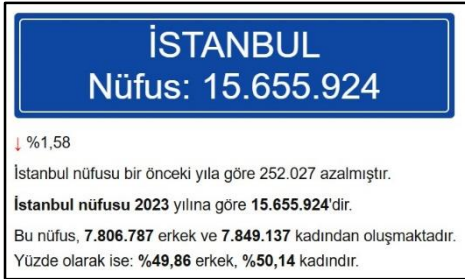 İSTANBUL
Nüfus: 15.655.924
↓ %1,58
İstanbul nüfusu bir önceki yıla göre 252.027 azalmıştır.
İstanbul nüfusu 2023 yılına göre 15.655.924'dir.
Bu nüfus, 7.806.787 erkek ve 7.849.137 kadından oluşmaktadır.
Yüzde olarak ise: %49,86 erkek, %50,14 kadındır.